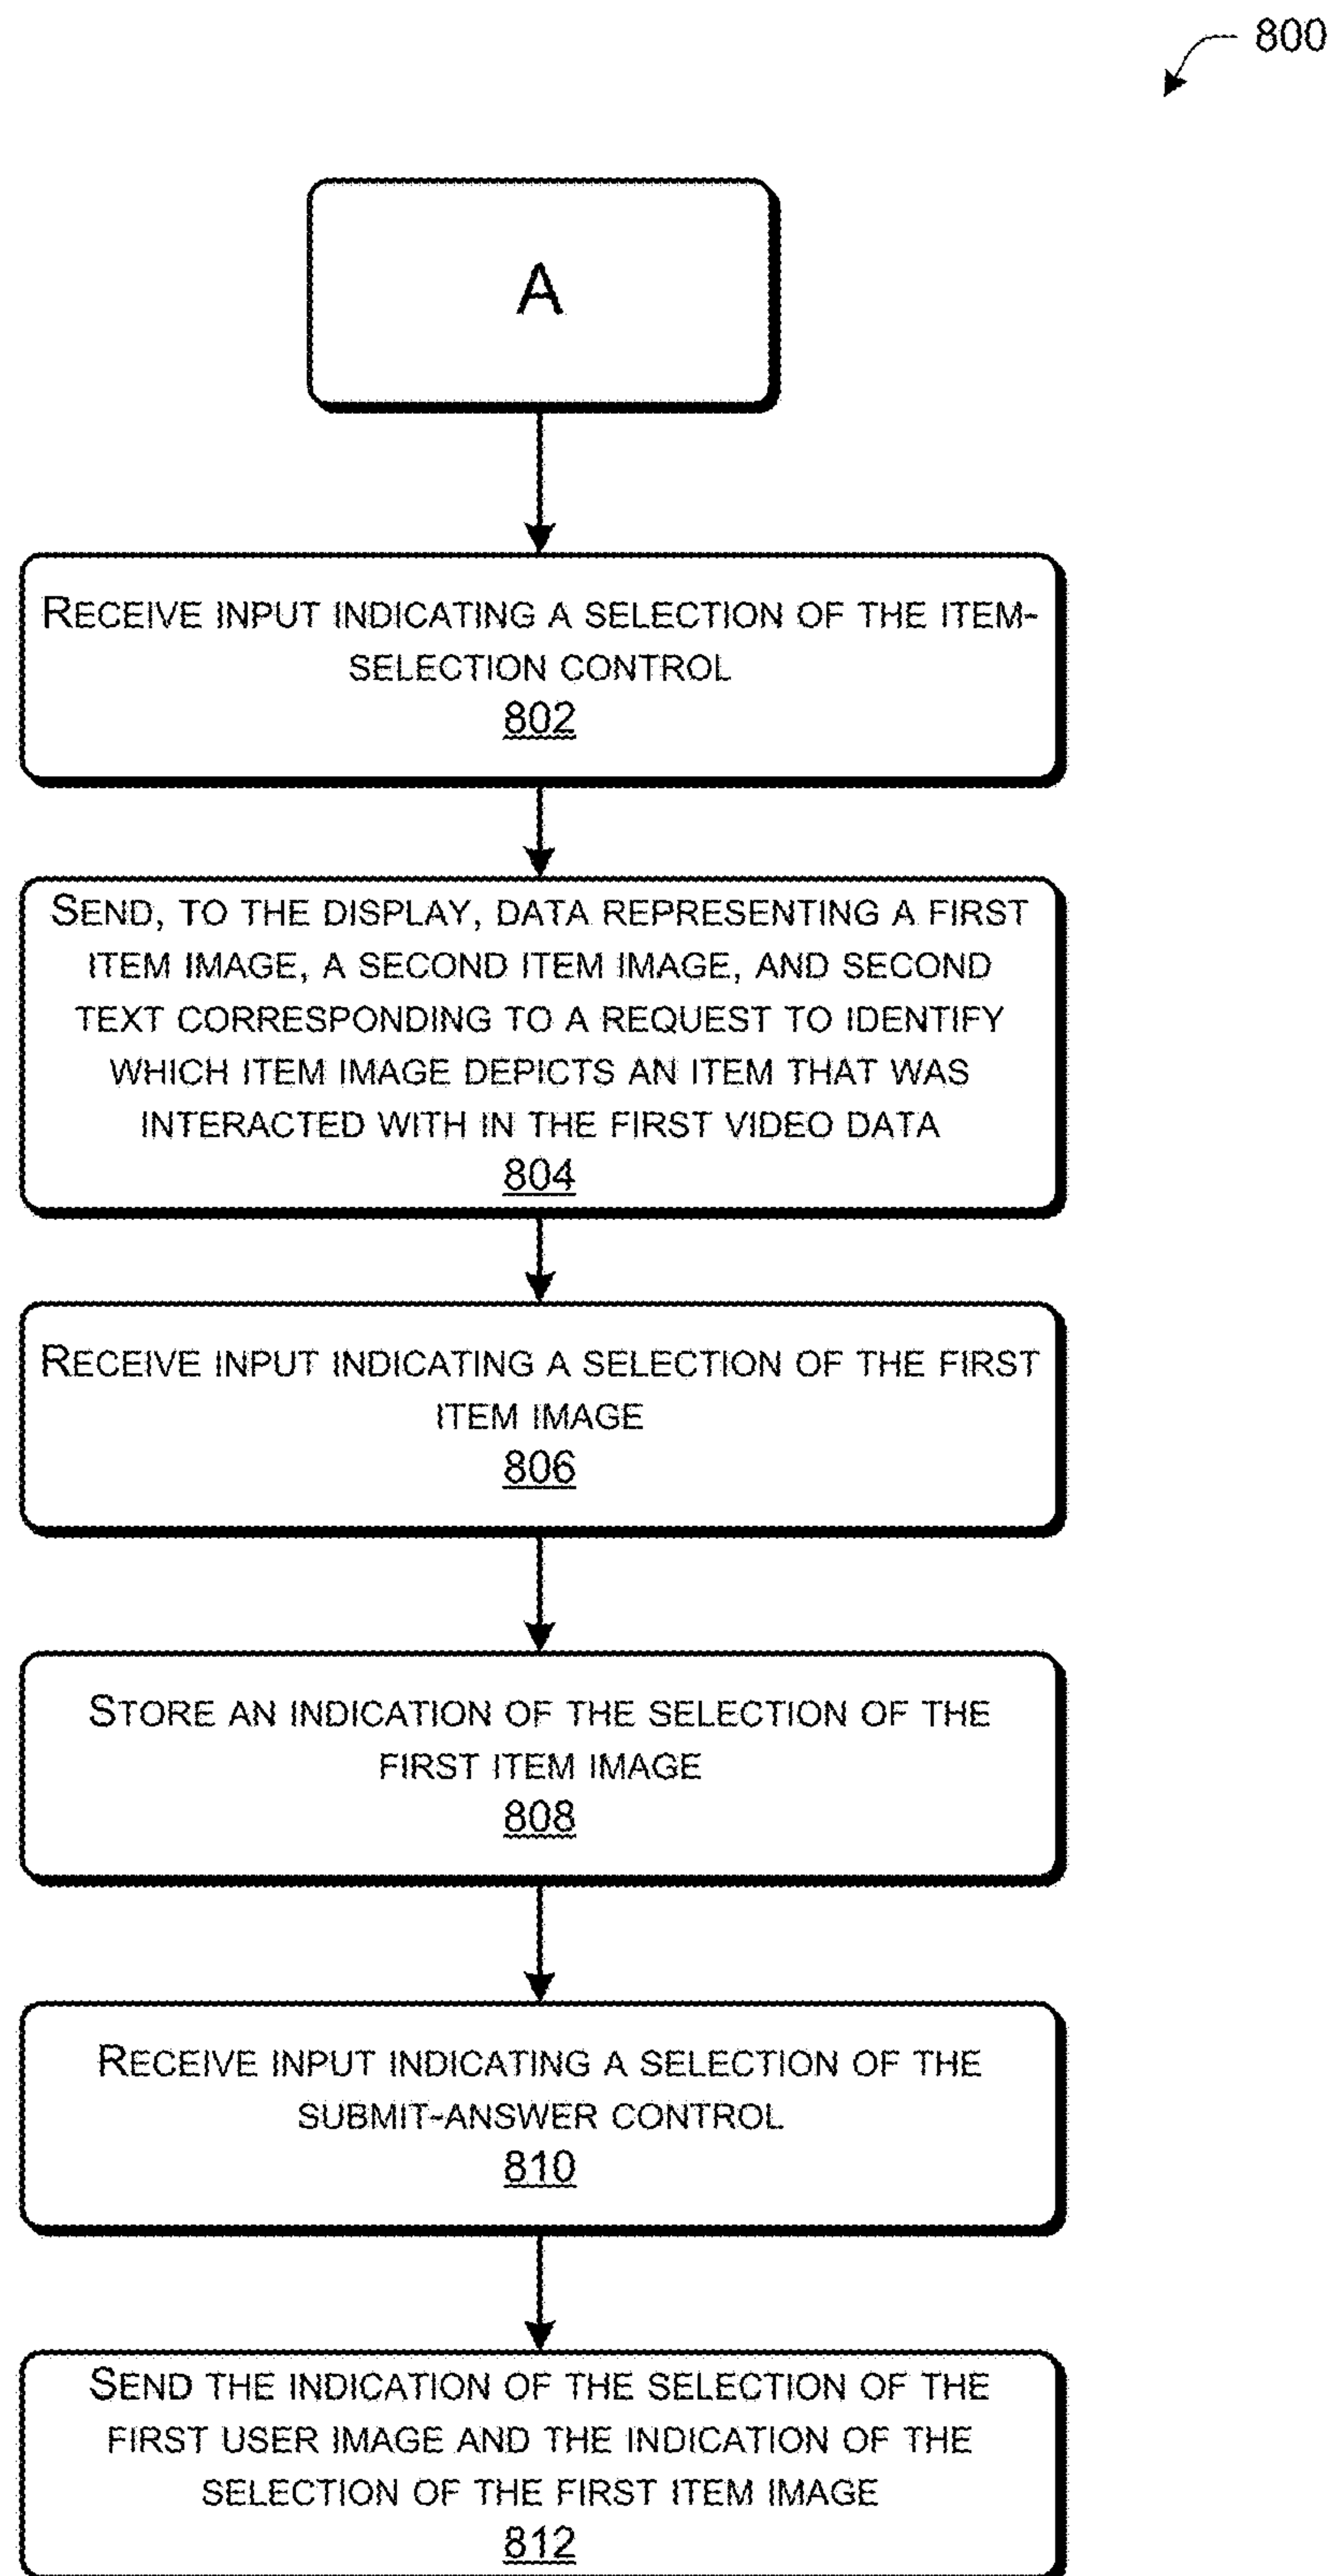 800
A
RECEIVE INPUT INDICATING A SELECTION OF THE ITEM-
SELECTION CONTROL
802
SEND, TO THE DISPLAY, DATA REPRESENTING A FIRST
ITEM IMAGE, A SECOND ITEM IMAGE, AND SECOND
TEXT CORRESPONDING TO A REQUEST TO IDENTIFY
WHICH ITEM IMAGE DEPICTS AN ITEM THAT WAS
INTERACTED WITH IN THE FIRST VIDEO DATA
804
RECEIVE INPUT INDICATING A SELECTION OF THE FIRST
ITEM IMAGE
806
STORE AN INDICATION OF THE SELECTION OF THE
FIRST ITEM IMAGE
808
RECEIVE INPUT INDICATING A SELECTION OF THE
SUBMIT-ANSWER CONTROL
810
SEND THE INDICATION OF THE SELECTION OF THE
FIRST USER IMAGE AND THE INDICATION OF THE
SELECTION OF THE FIRST ITEM IMAGE
812